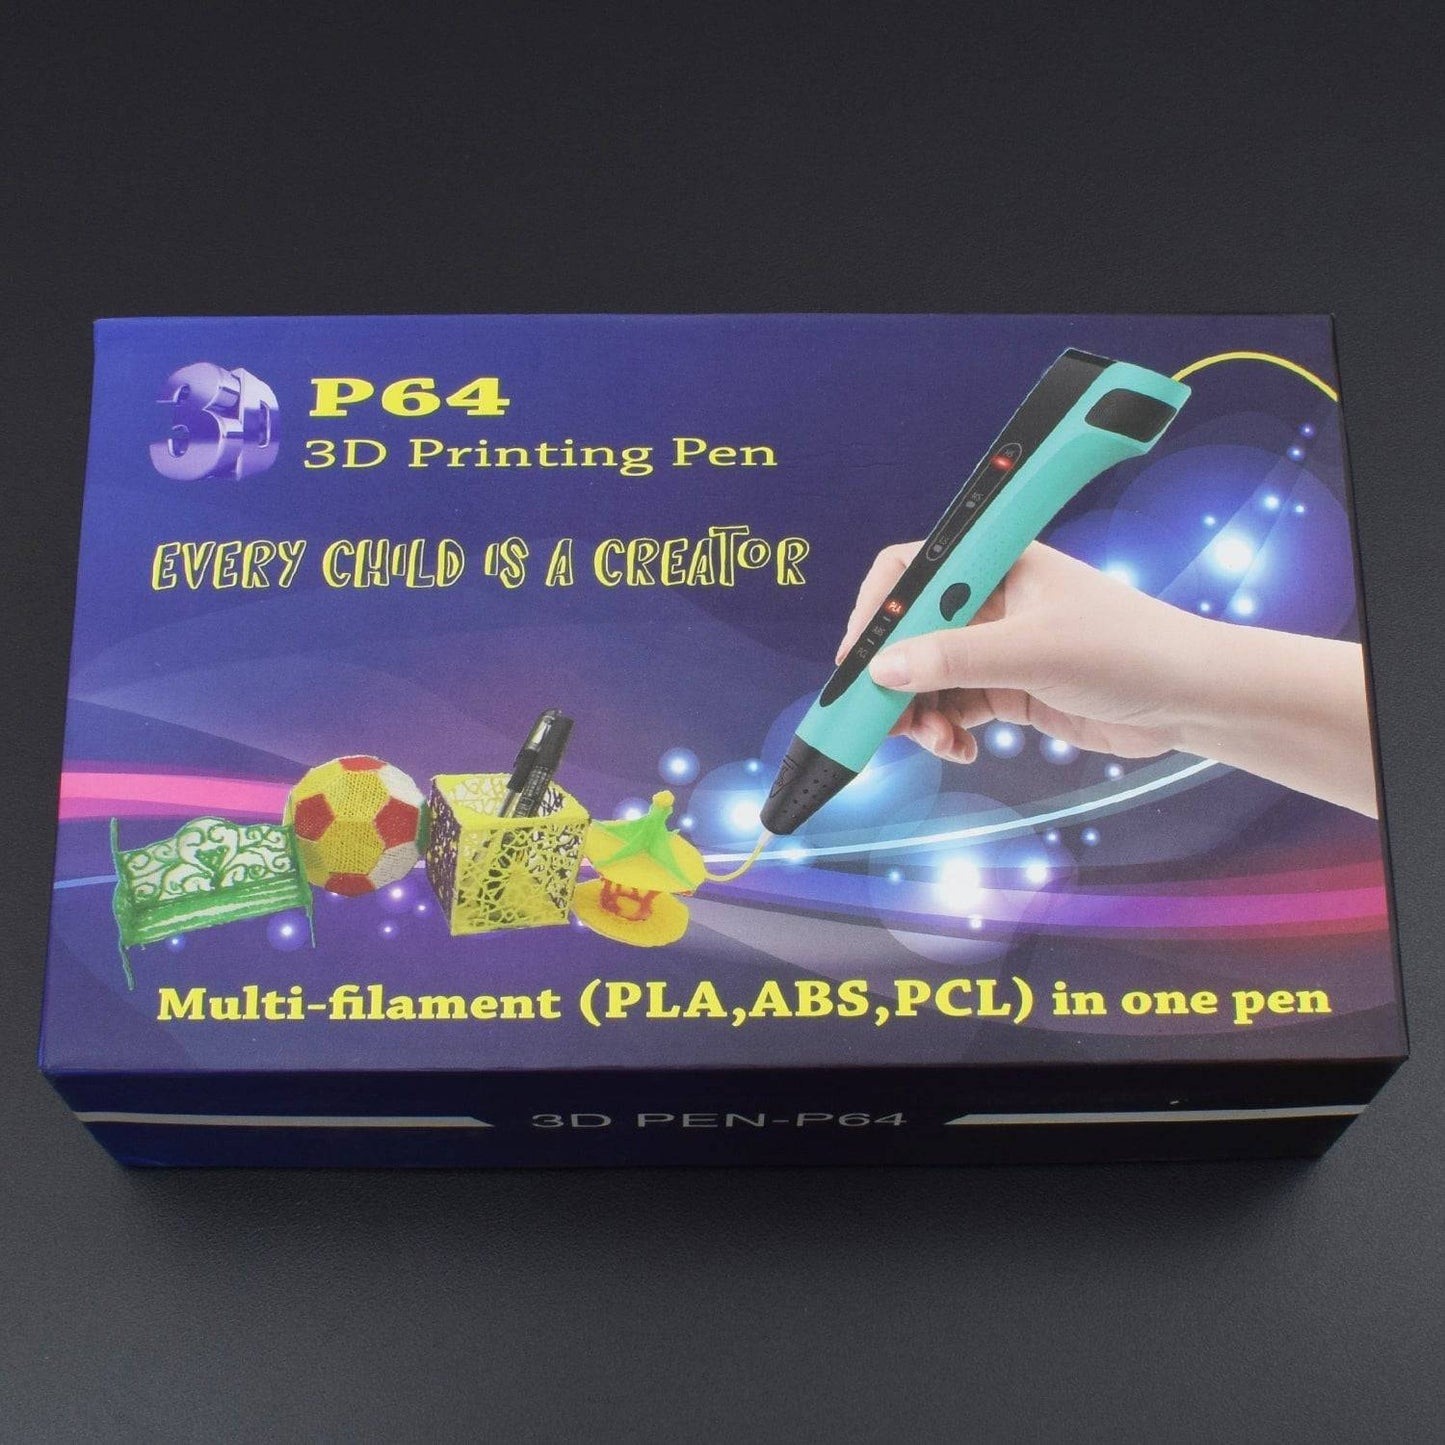 3D
P64
3D Printing Pen
EVERY CHILD IS A CREATOR
PLA
Multi-filament (PLA,ABS,PCL) in one pen
3D PEN-P64